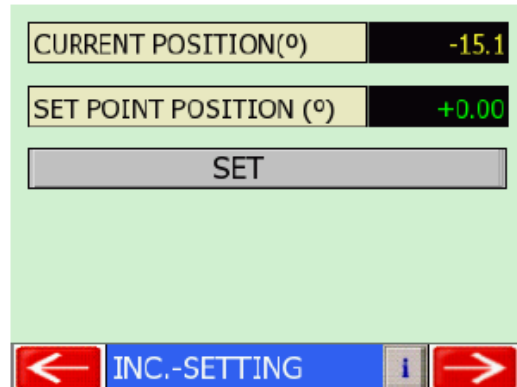 CURRENT POSITION(º) -15.1
SET POINT POSITION (º) +0.00
SET
INC.-SETTING i